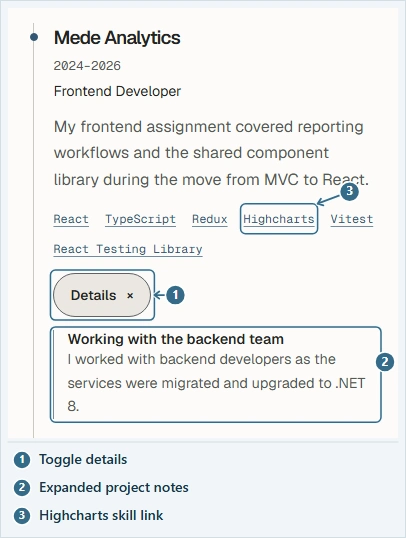 Mede Analytics
2024–2026
Frontend Developer
My frontend assignment covered reporting
workflows and the shared component
library during the move from MVC to React.
3
React TypeScript Redux Highcharts Vitest
React Testing Library
Details × 1
Working with the backend team
I worked with backend developers as the
services were migrated and upgraded to .NET 2
8.
1 Toggle details
2 Expanded project notes
3 Highcharts skill link